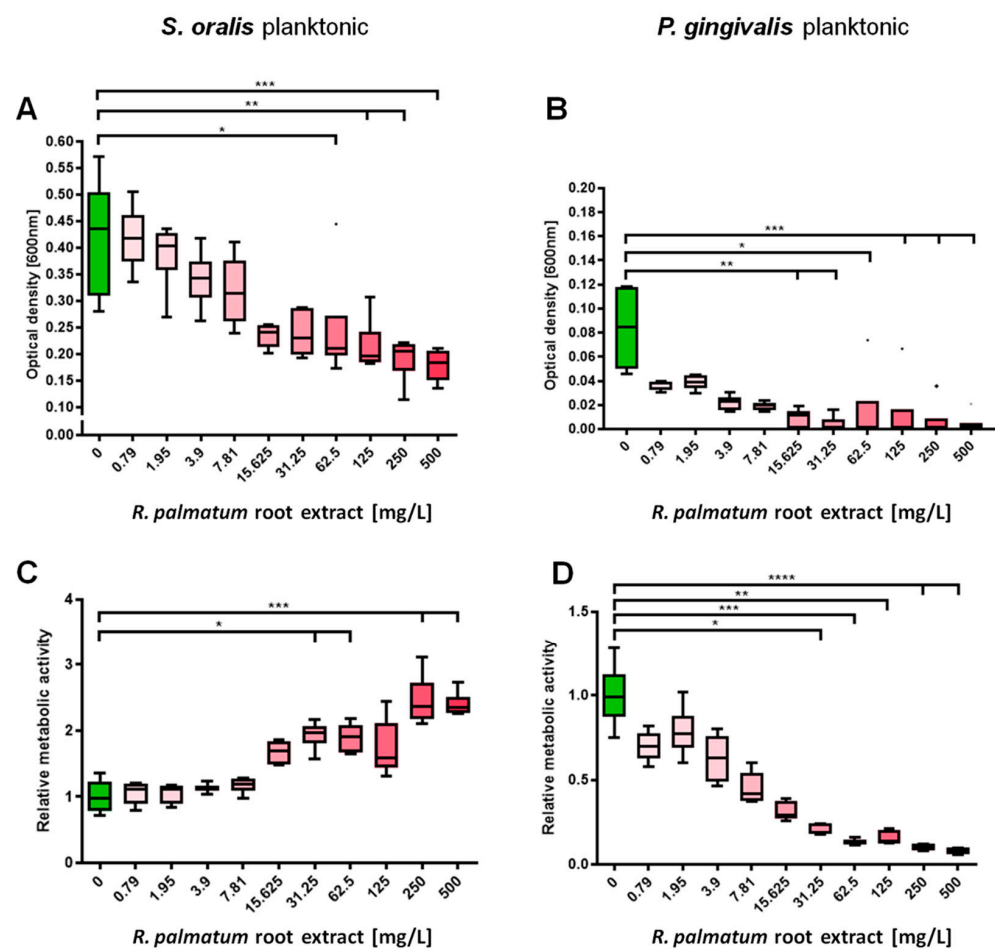 S. oralis planktonic
P. gingivalis planktonic
A
***
**
*
Optical density [600nm]
0.60
0.55
0.50
0.45
0.40
0.35
0.30
0.25
0.20
0.15
0.10
0.00
0 0.79 1.95 3.9 7.81 15.625 31.25 62.5 125 250 500
R. palmatum root extract [mg/L]
B
***
*
**
Optical density [600nm]
0.20
0.18
0.16
0.14
0.12
0.10
0.08
0.06
0.04
0.02
0.00
0 0.79 1.95 3.9 7.81 15.625 31.25 62.5 125 250 500
R. palmatum root extract [mg/L]
C
***
*
Relative metabolic activity
4
3
2
1
0
0 0.79 1.95 3.9 7.81 15.625 31.25 62.5 125 250 500
R. palmatum root extract [mg/L]
D
****
**
***
*
Relative metabolic activity
1.5
1.0
0.5
0.0
0 0.79 1.95 3.9 7.81 15.625 31.25 62.5 125 250 500
R. palmatum root extract [mg/L]